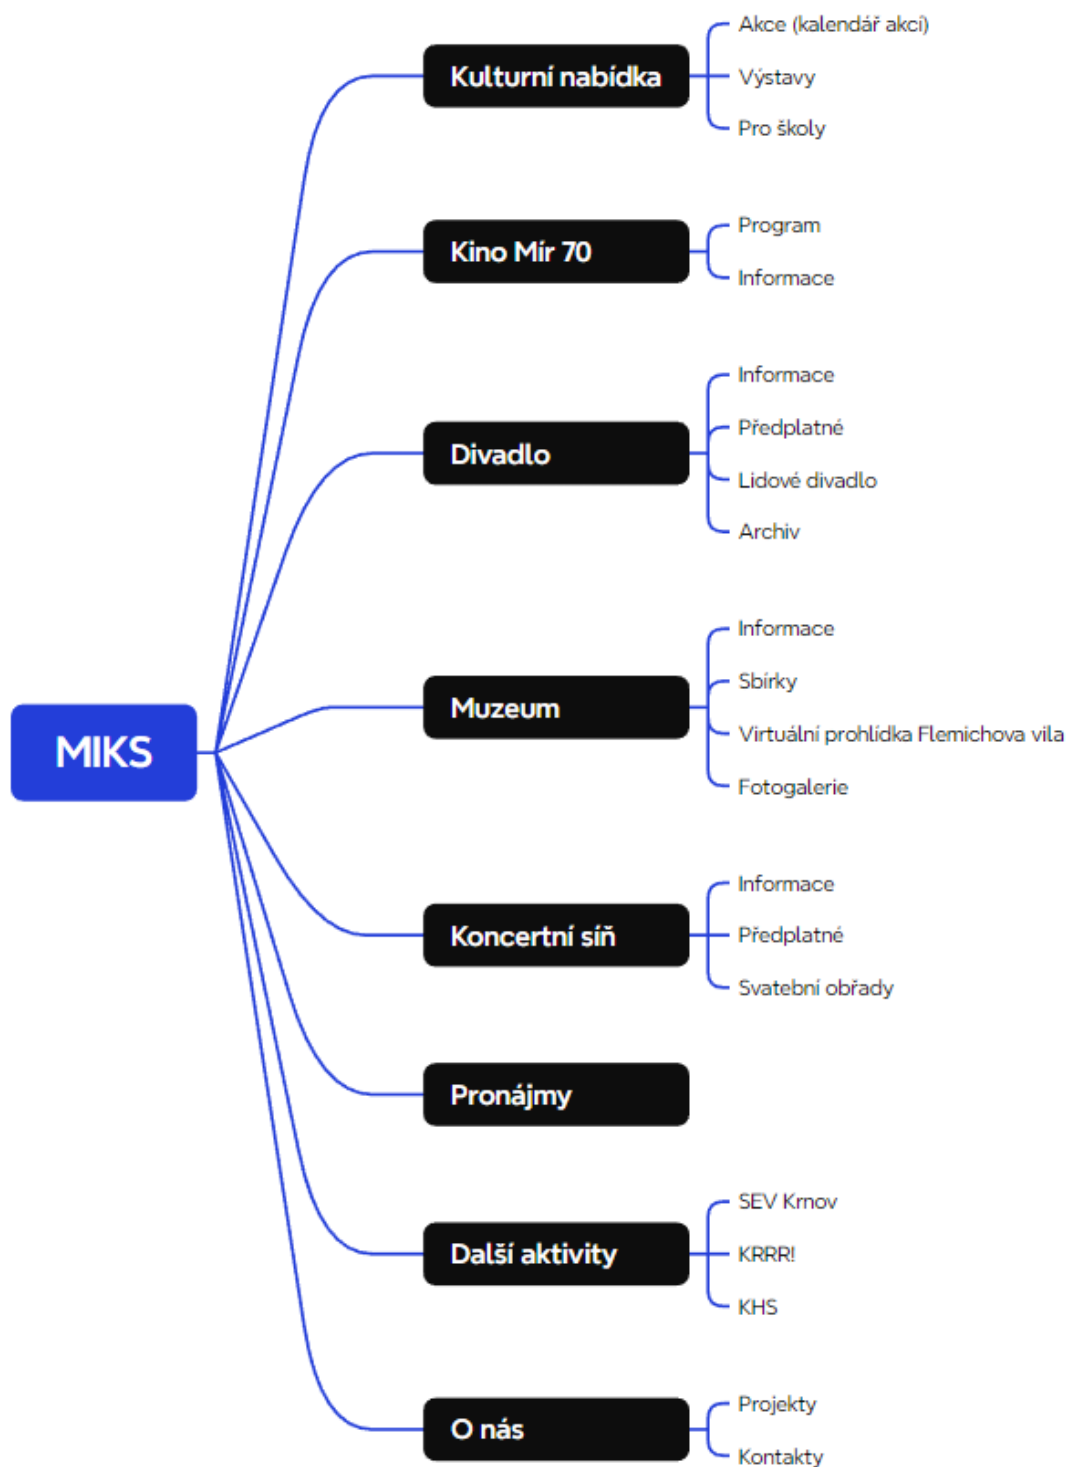 MIKS
Kulturní nabídka
Akce (kalendář akcí)
Výstavy
Pro školy
Kino Mír 70
Program
Informace
Divadlo
Informace
Předplatné
Lidové divadlo
Archiv
Muzeum
Informace
Sbírky
Virtuální prohlídka Flemichova vila
Fotogalerie
Koncertní síň
Informace
Předplatné
Svatební obřady
Pronájmy
Další aktivity
SEV Krnov
KRRR!
KHS
O nás
Projekty
Kontakty